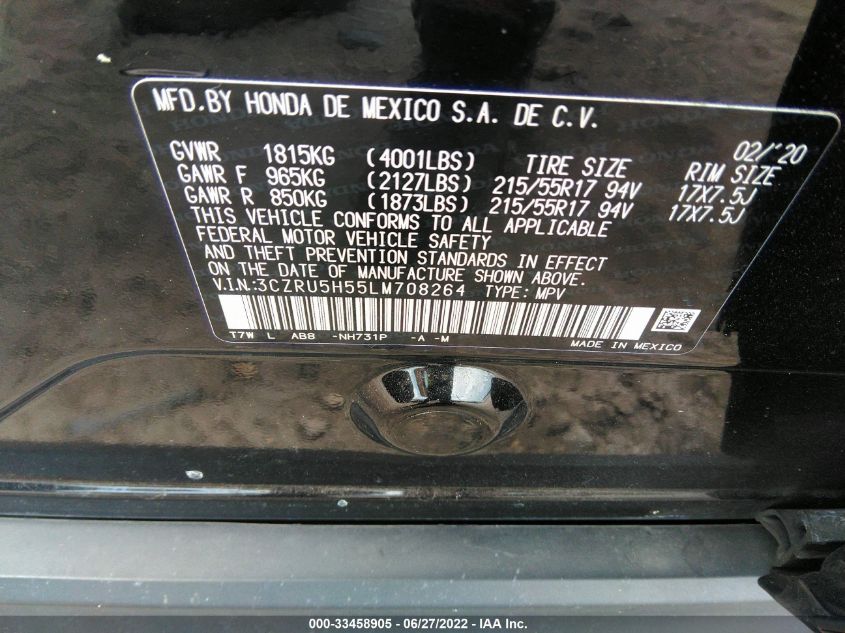 MFD.BY HONDA DE MEXICO S.A. DE C.V.
02/'20
GVWR 1815KG (4001LBS) TIRE SIZE RIM SIZE
GAWR F 965KG (2127LBS) 215/55R17 94V 17X7.5J
GAWR R 850KG (1873LBS) 215/55R17 94V 17X7.5J
THIS VEHICLE CONFORMS TO ALL APPLICABLE
FEDERAL MOTOR VEHICLE SAFETY
AND THEFT PREVENTION STANDARDS IN EFFECT
ON THE DATE OF MANUFACTURE SHOWN ABOVE.
V.I.N.:3CZRU5H55LM708264 TYPE: MPV
T7W L AB8 -NH731P -A -M
MADE IN MEXICO
000-33458905 - 06/27/2022 - IAA Inc.